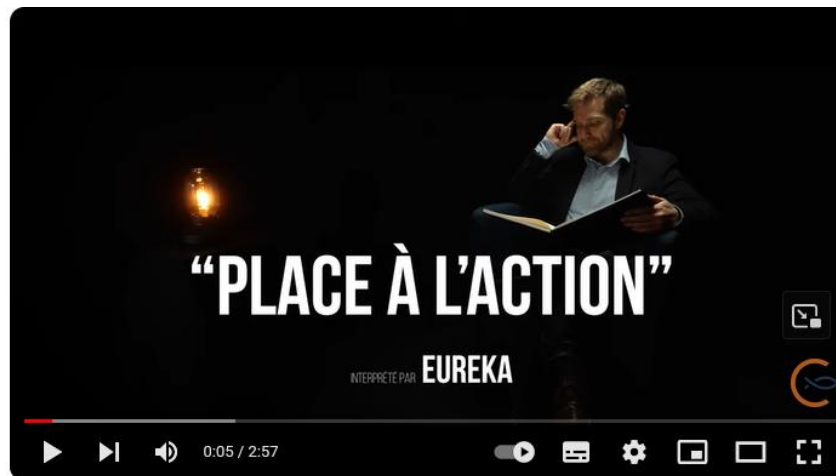 “PLACE À L’ACTION”
INTERPRÉTÉ PAR EUREKA
0:05 / 2:57